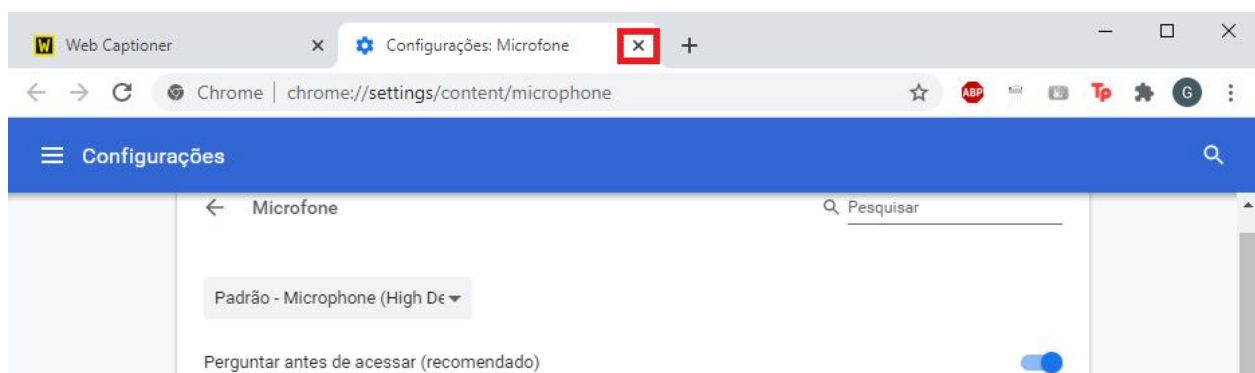 W Web Captioner Configurações: Microfone
Chrome | chrome://settings/content/microphone ABP Tp G
Configurações
Microfone Pesquisar
Padrão - Microphone (High De
Perguntar antes de acessar (recomendado)